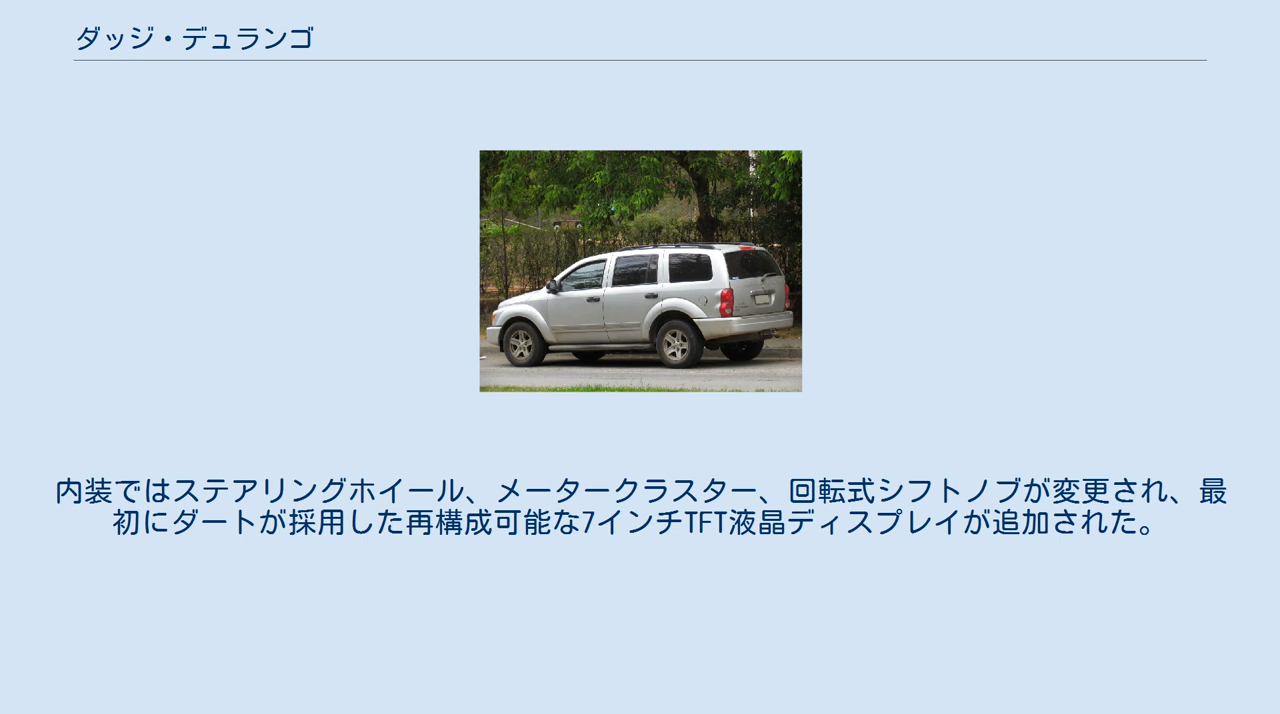 ダッジ・デュランゴ
内装ではステアリングホイール、メータークラスター、回転式シフトノブが変更され、最
初にダートが採用した再構成可能な7インチTFT液晶ディスプレイが追加された。